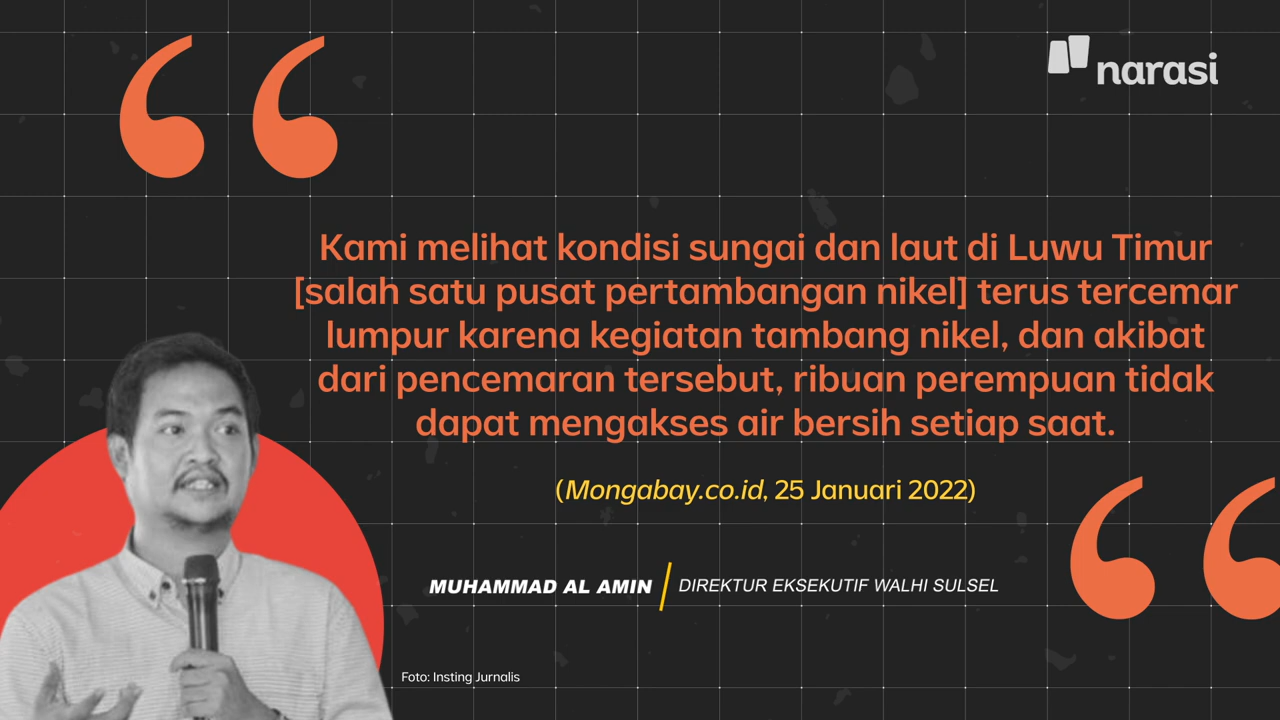 narasi
Kami melihat kondisi sungai dan laut di Luwu Timur
[salah satu pusat pertambangan nikel] terus tercemar
lumpur karena kegiatan tambang nikel, dan akibat
dari pencemaran tersebut, ribuan perempuan tidak
dapat mengakses air bersih setiap saat.
(Mongabay.co.id, 25 Januari 2022)
MUHAMMAD AL AMIN / DIREKTUR EKSEKUTIF WALHI SULSEL
Foto: Insting Jurnalis